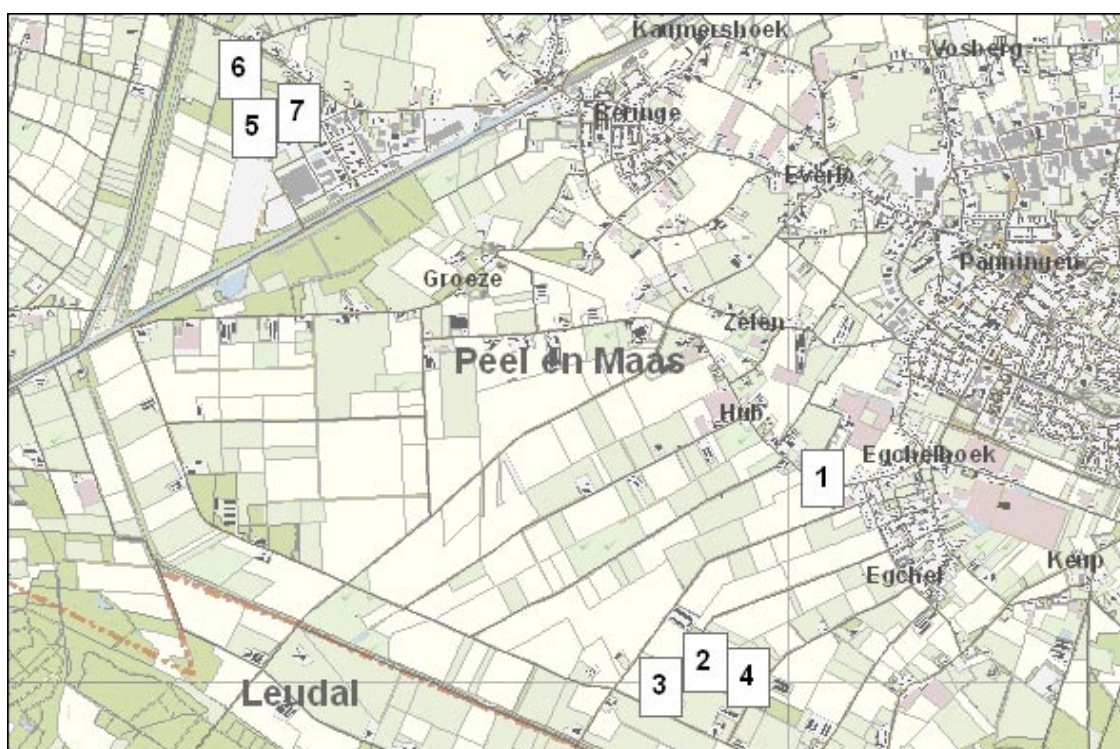 Kaumershoek
Vosberg
6
7
5
Beringe
Everlo
Panningen
Groeze
Zelen
Peel en Maas
Hub
Egchelhoek
1
Keup
Egchel
2
4
3
Leudal